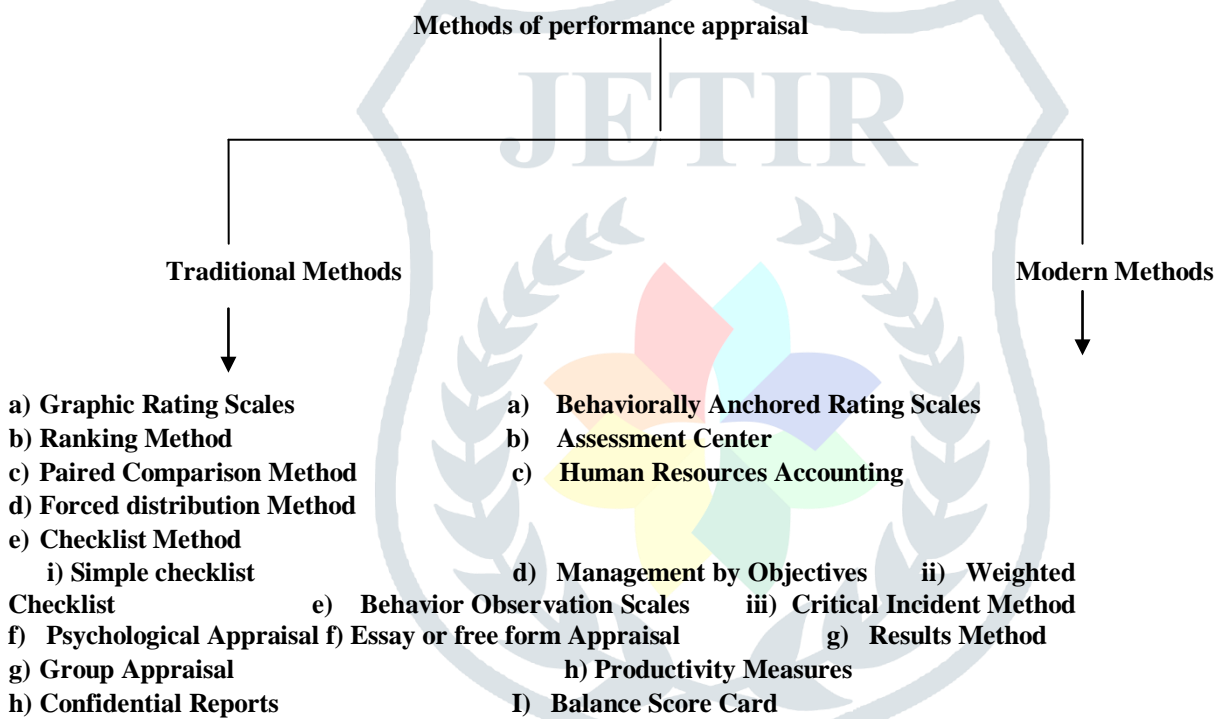 Methods of performance appraisal
JETIR
Traditional Methods
Modern Methods
a) Graphic Rating Scales a) Behaviorally Anchored Rating Scales
b) Ranking Method b) Assessment Center
c) Paired Comparison Method c) Human Resources Accounting
d) Forced distribution Method
e) Checklist Method
i) Simple checklist d) Management by Objectives ii) Weighted
Checklist e) Behavior Observation Scales iii) Critical Incident Method
f) Psychological Appraisal f) Essay or free form Appraisal g) Results Method
g) Group Appraisal h) Productivity Measures
h) Confidential Reports I) Balance Score Card